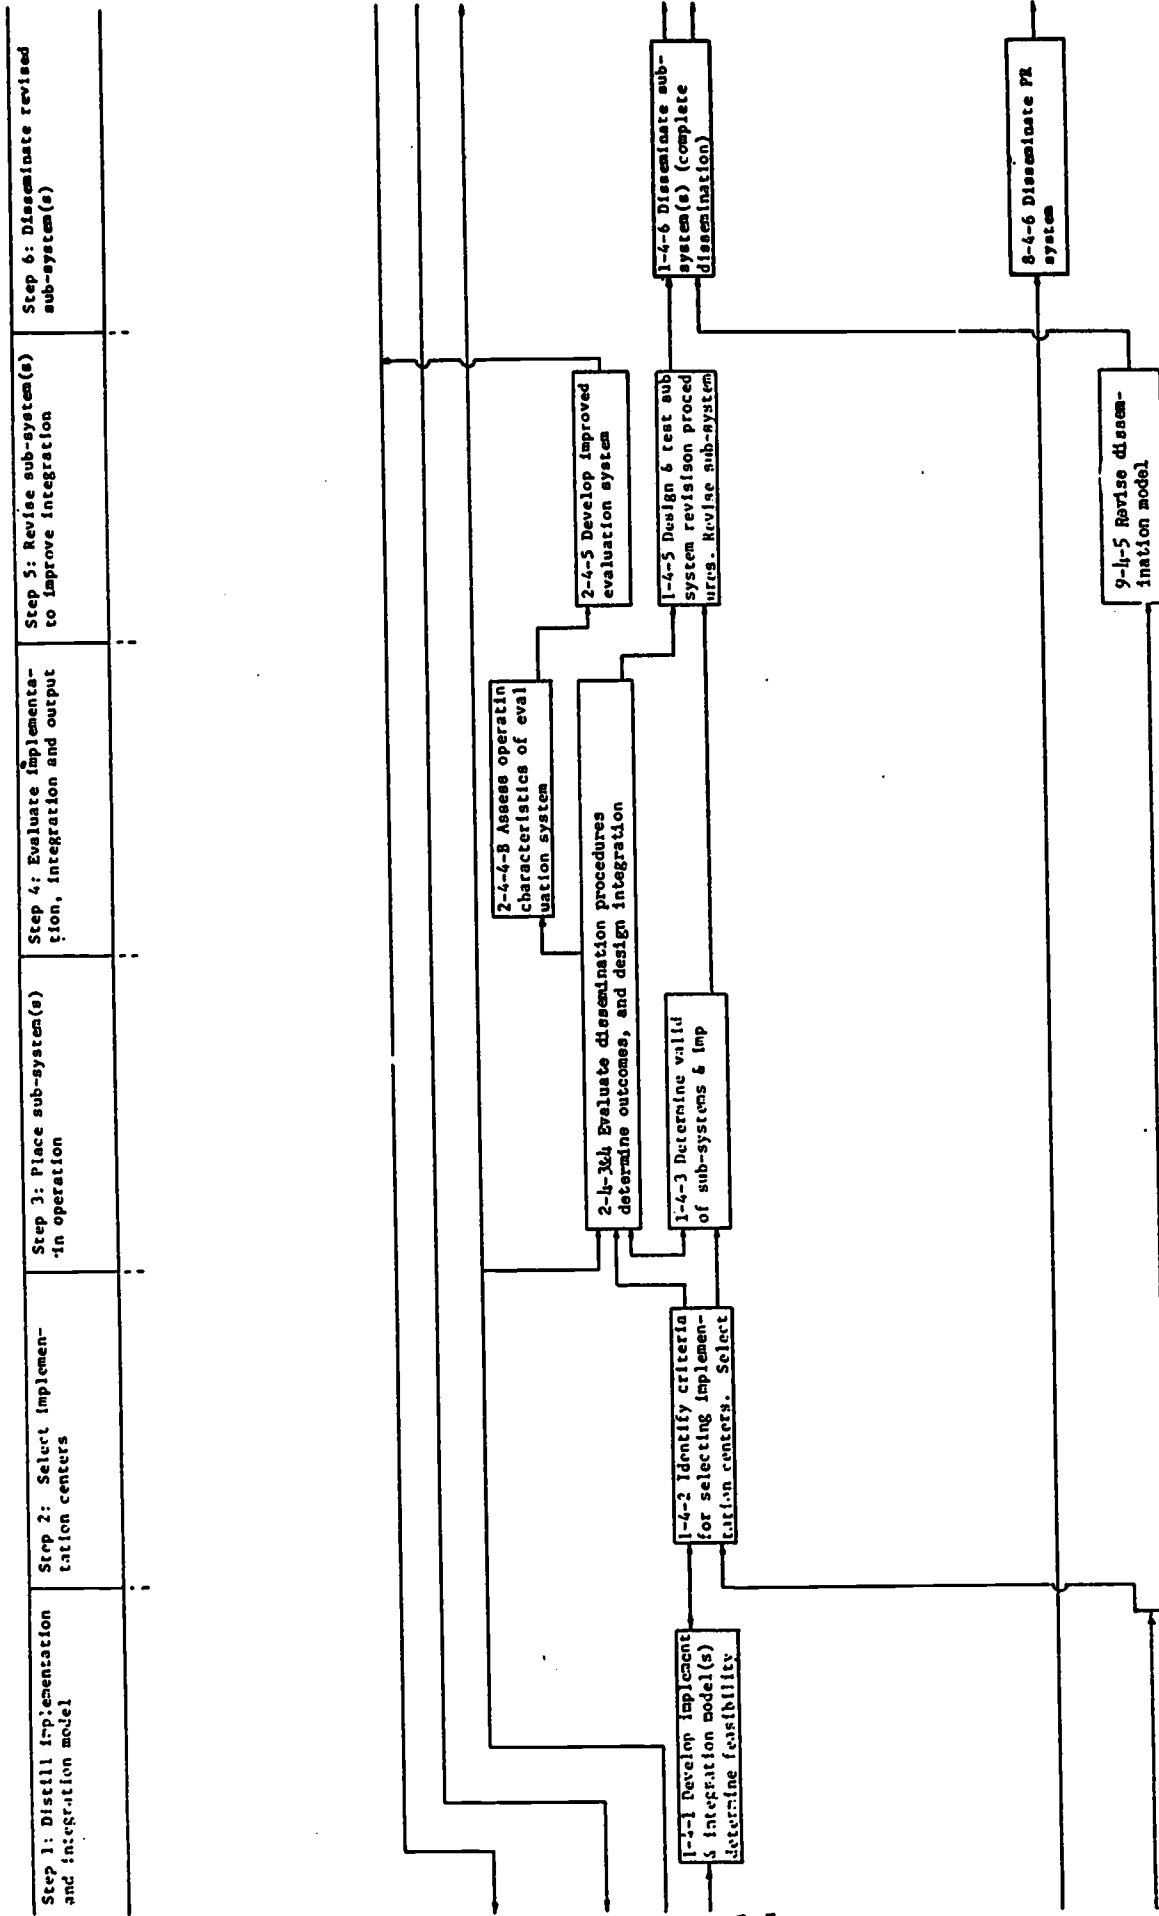 Step 1: Distill implementation
and integration model
Step 2: Select implemen-
tation centers
Step 3: Place sub-system(s)
in operation
Step 4: Evaluate implementa-
tion, integration and output
Step 5: Revise sub-system(s)
to improve integration
Step 6: Disseminate revised
sub-system(s)
2-4-4-B Assess operatin
characteristics of eval
uation system
2-4-5 Develop improved
evaluation system
2-4-3&4 Evaluate dissemination procedures
determine outcomes, and design integration
1-4-1 Develop implement
& integration model(s)
determine feasibility
1-4-2 Identify criteria
for selecting implemen-
tation centers. Select
1-4-3 Determine valid
of sub-systems & imp
1-4-5 Design & test sub
system revision proced
ures. Revise sub-system
1-4-6 Disseminate sub-
system(s) (complete
dissemination)
8-4-6 Disseminate PR
system
9-4-5 Revise dissem-
ination model